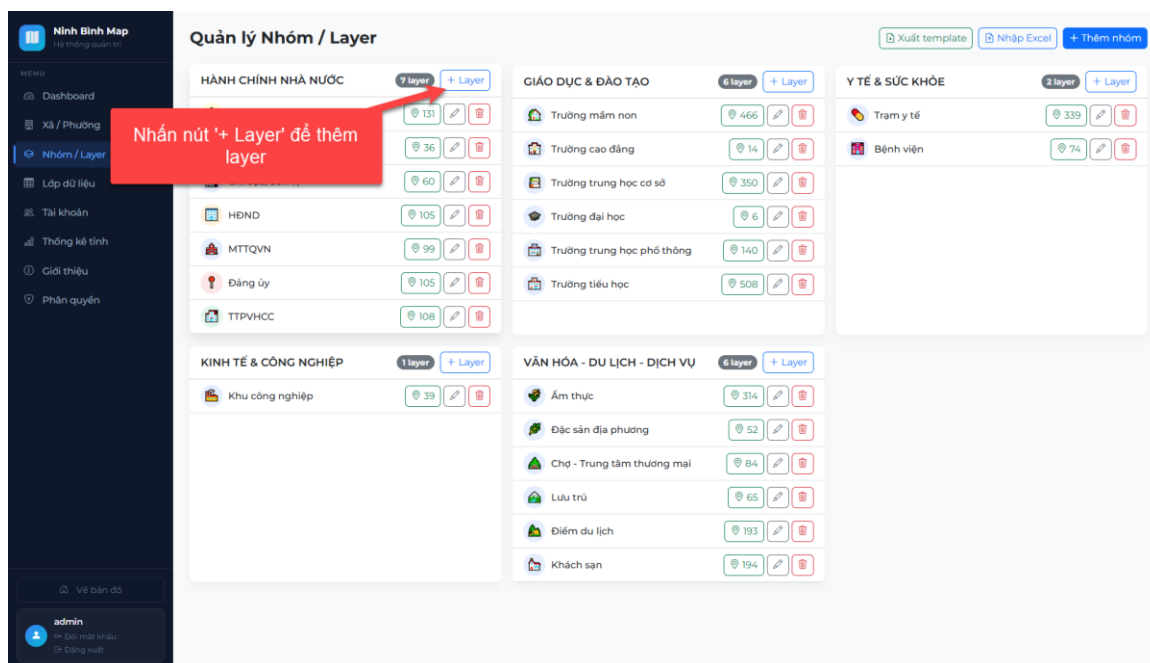 Ninh Bình Map
Hệ thống quản trị
MENU
Dashboard
Xã / Phường
Nhóm / Layer
Lớp dữ liệu
Tài khoản
Thống kê tỉnh
Giới thiệu
Phân quyền
Về bản đồ
admin
Đổi mật khẩu
Đăng xuất
Quản lý Nhóm / Layer
Xuất template
Nhập Excel
+ Thêm nhóm
HÀNH CHÍNH NHÀ NƯỚC 7 layer + Layer
131
36
60
Nhấn nút '+ Layer' để thêm
layer
HĐND 105
MTTQVN 99
Đảng ủy 105
TTPVHCC 108
GIÁO DỤC & ĐÀO TẠO 6 layer + Layer
Trường mầm non 466
Trường cao đẳng 14
Trường trung học cơ sở 350
Trường đại học 6
Trường trung học phổ thông 140
Trường tiểu học 508
Y TẾ & SỨC KHỎE 2 layer + Layer
Trạm y tế 339
Bệnh viện 74
KINH TẾ & CÔNG NGHIỆP 1 layer + Layer
Khu công nghiệp 39
VĂN HÓA - DU LỊCH - DỊCH VỤ 6 layer + Layer
Ẩm thực 314
Đặc sản địa phương 52
Chợ - Trung tâm thương mại 84
Lưu trú 65
Điểm du lịch 193
Khách sạn 194